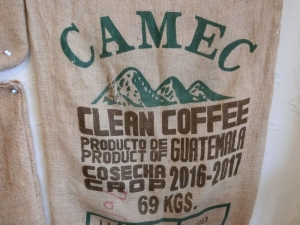 CAMEC
CLEAN COFFEE
PRODUCTO DE
PRODUCT OF GUATEMALA
COSECHA
CROP 2016-2017
69 KGS.